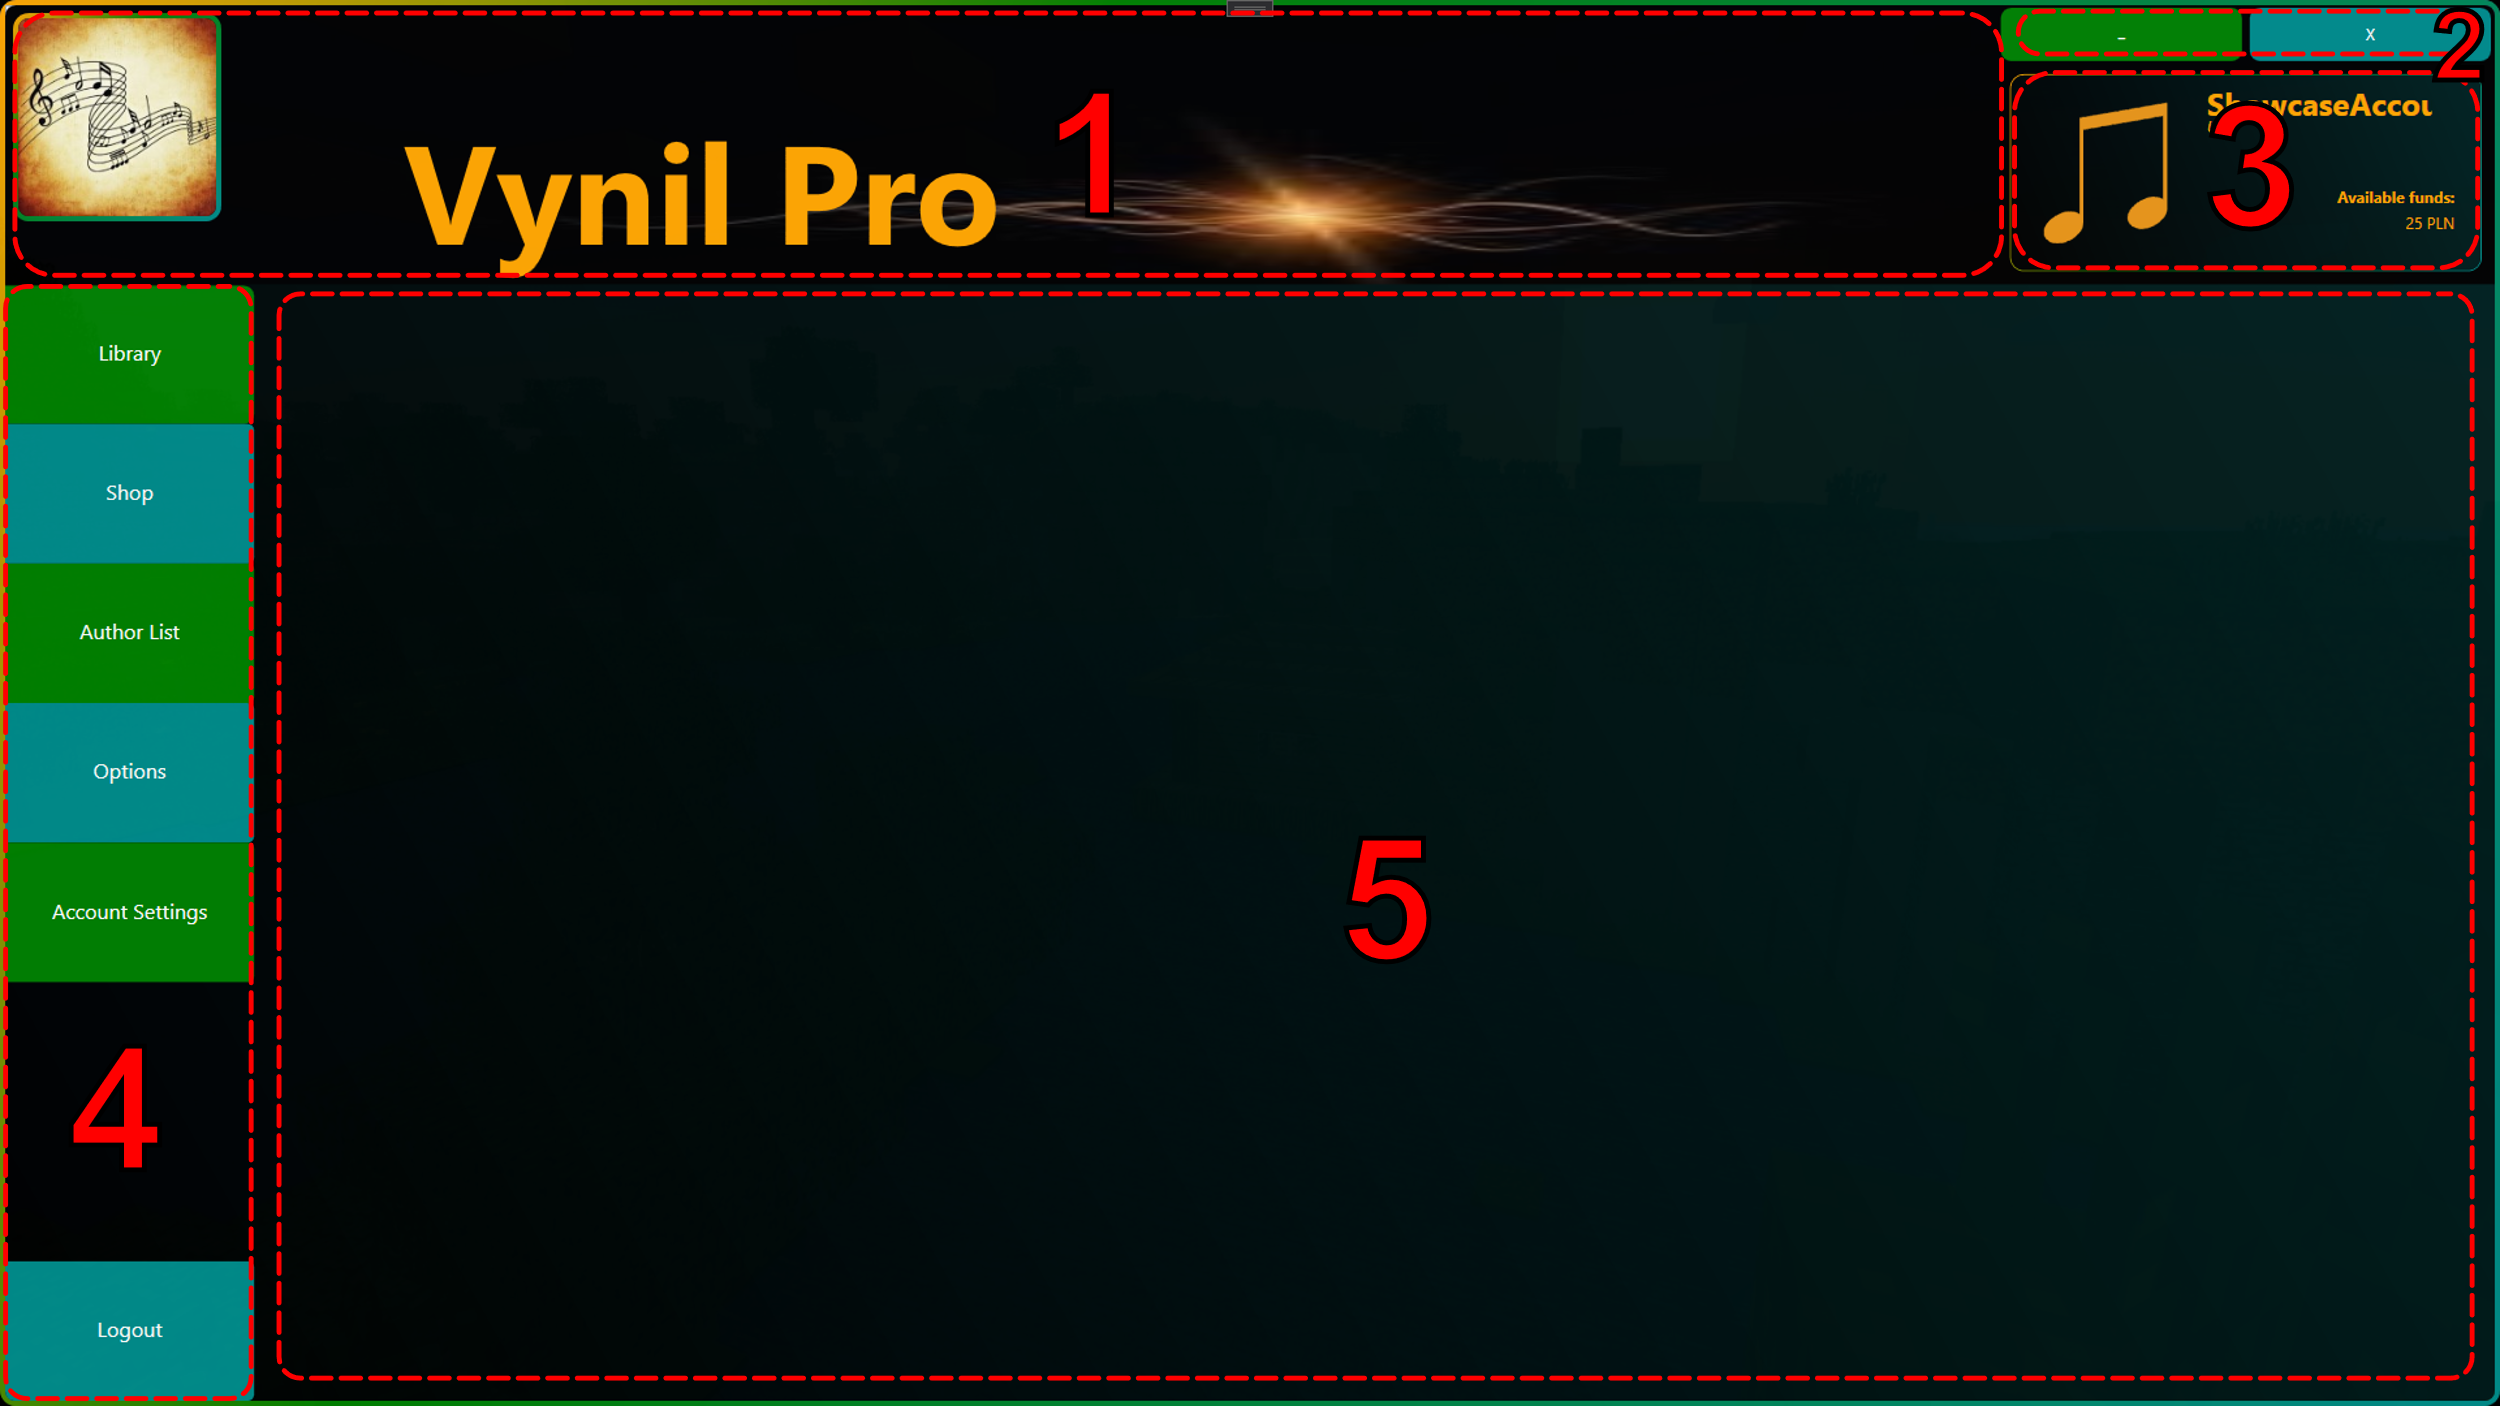 _ X
2
Vynil Pro
1
3
Available funds:
25 PLN
Library
Shop
Author List
Options
Account Settings
4
Logout
5